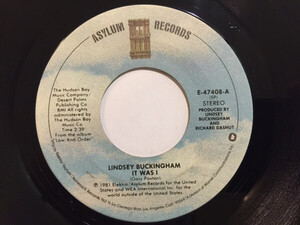 ASYLUM RECORDS
The Hudson Bay
Music Company/
Desert Palms
Publishing Co.
BMI All rights
administered by
The Hudson Bay
Music Co.
Time 2:39
From the album
"Law And Order"
E-47408-A
(SP)
STEREO
PRODUCED BY
LINDSEY
BUCKINGHAM
AND
RICHARD DASHUT
LINDSEY BUCKINGHAM
IT WAS I
(Gary Paxton)
℗ 1981 Elektra/Asylum Records for the United
States and WEA International Inc. for the world
outside of the United States.